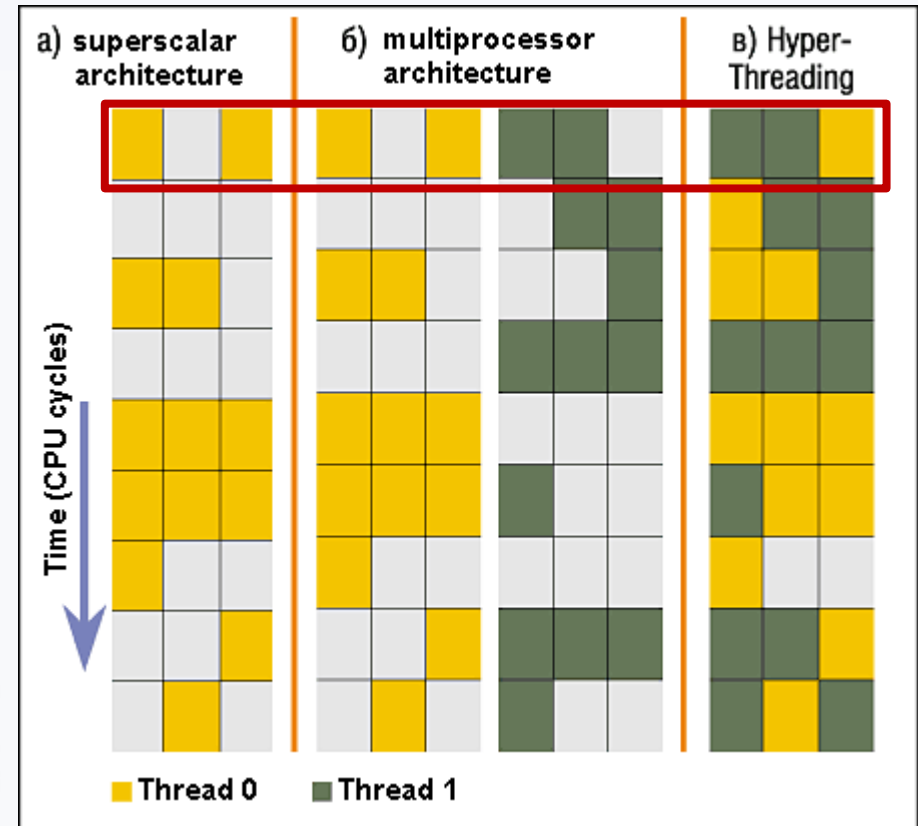 а) superscalar
architecture
б) multiprocessor
architecture
в) Hyper-
Threading
Time (CPU cycles)
Thread 0
Thread 1